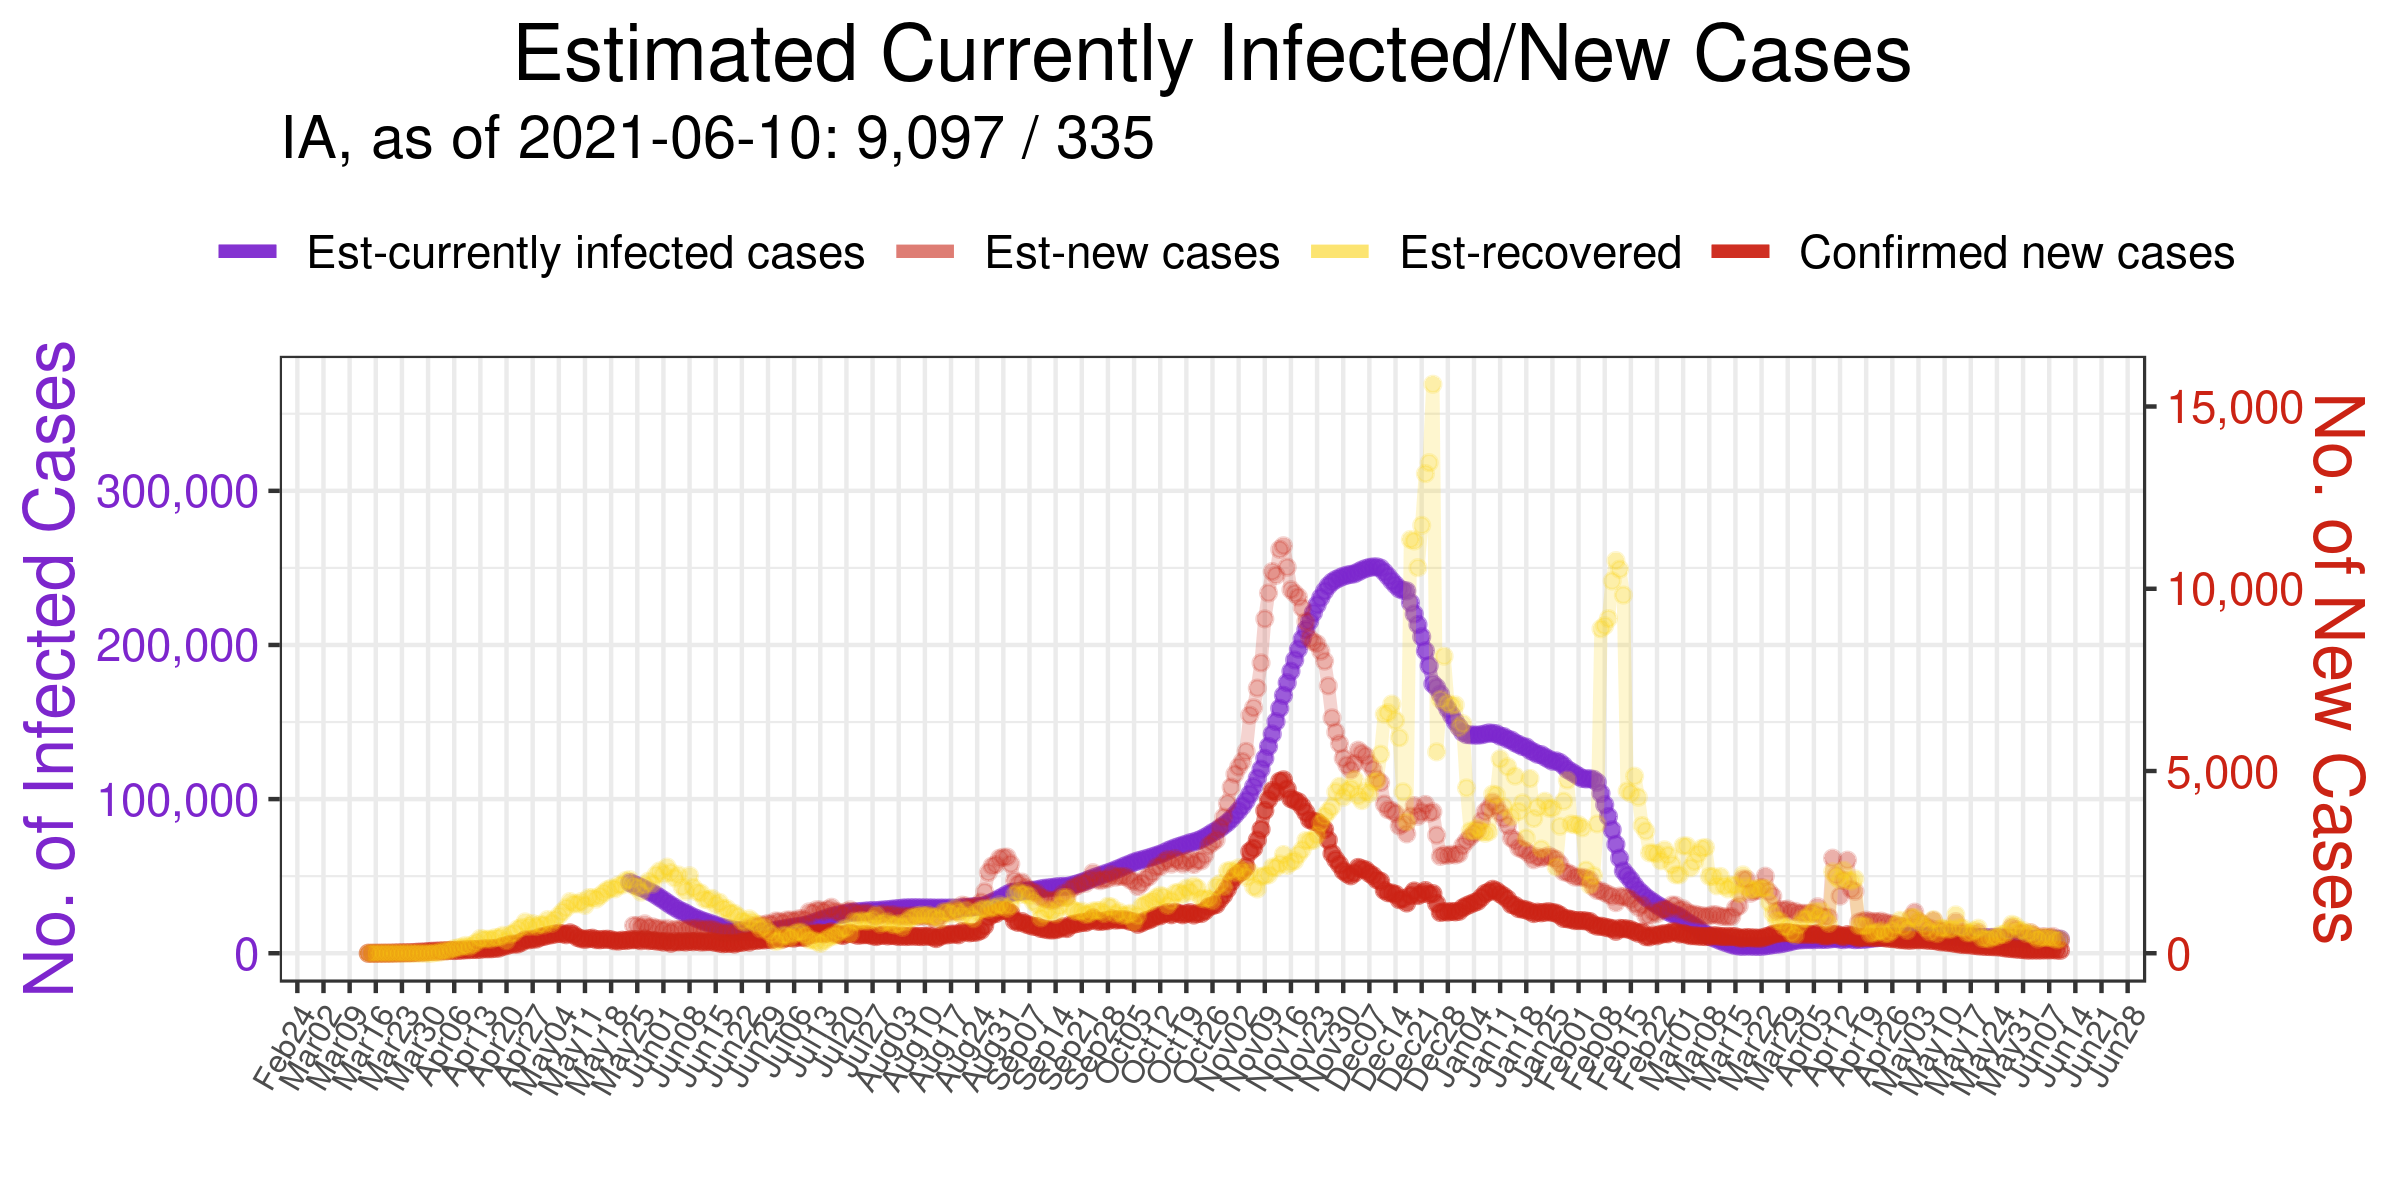 Estimated Currently Infected/New Cases
IA, as of 2021-06-10: 9,097 / 335
Est-currently infected cases
Est-new cases
Est-recovered
Confirmed new cases
No. of Infected Cases
300,000
200,000
100,000
0
15,000
10,000
5,000
0
No. of New Cases
Feb24
Mar02
Mar09
Mar16
Mar23
Mar30
Apr06
Apr13
Apr20
Apr27
May04
May11
May18
May25
Jun01
Jun08
Jun15
Jun22
Jun29
Jul06
Jul13
Jul20
Jul27
Aug03
Aug10
Aug17
Aug24
Aug31
Sep07
Sep14
Sep21
Sep28
Oct05
Oct12
Oct19
Oct26
Nov02
Nov09
Nov16
Nov23
Nov30
Dec07
Dec14
Dec21
Dec28
Jan04
Jan11
Jan18
Jan25
Feb01
Feb08
Feb15
Feb22
Mar01
Mar08
Mar15
Mar22
Mar29
Apr05
Apr12
Apr19
Apr26
May03
May10
May17
May24
May31
Jun07
Jun14
Jun21
Jun28